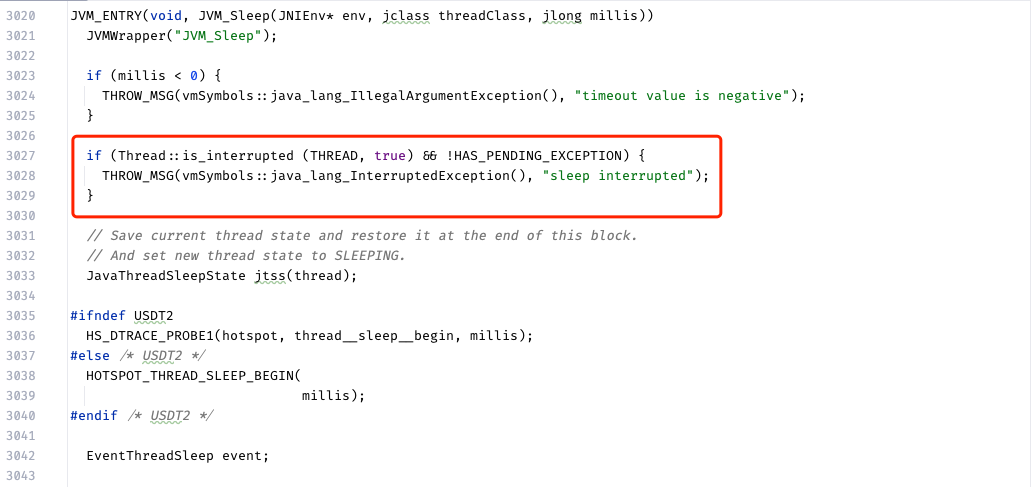 3020 JVM_ENTRY(void, JVM_Sleep(JNIEnv* env, jclass threadClass, jlong millis))
3021   JVMWrapper("JVM_Sleep");
3022
3023   if (millis < 0) {
3024     THROW_MSG(vmSymbols::java_lang_IllegalArgumentException(), "timeout value is negative");
3025   }
3026
3027   if (Thread::is_interrupted (THREAD, true) && !HAS_PENDING_EXCEPTION) {
3028     THROW_MSG(vmSymbols::java_lang_InterruptedException(), "sleep interrupted");
3029   }
3030
3031   // Save current thread state and restore it at the end of this block.
3032   // And set new thread state to SLEEPING.
3033   JavaThreadSleepState jtss(thread);
3034
3035 #ifndef USDT2
3036   HS_DTRACE_PROBE1(hotspot, thread__sleep__begin, millis);
3037 #else /* USDT2 */
3038   HOTSPOT_THREAD_SLEEP_BEGIN(
3039                              millis);
3040 #endif /* USDT2 */
3041
3042   EventThreadSleep event;
3043